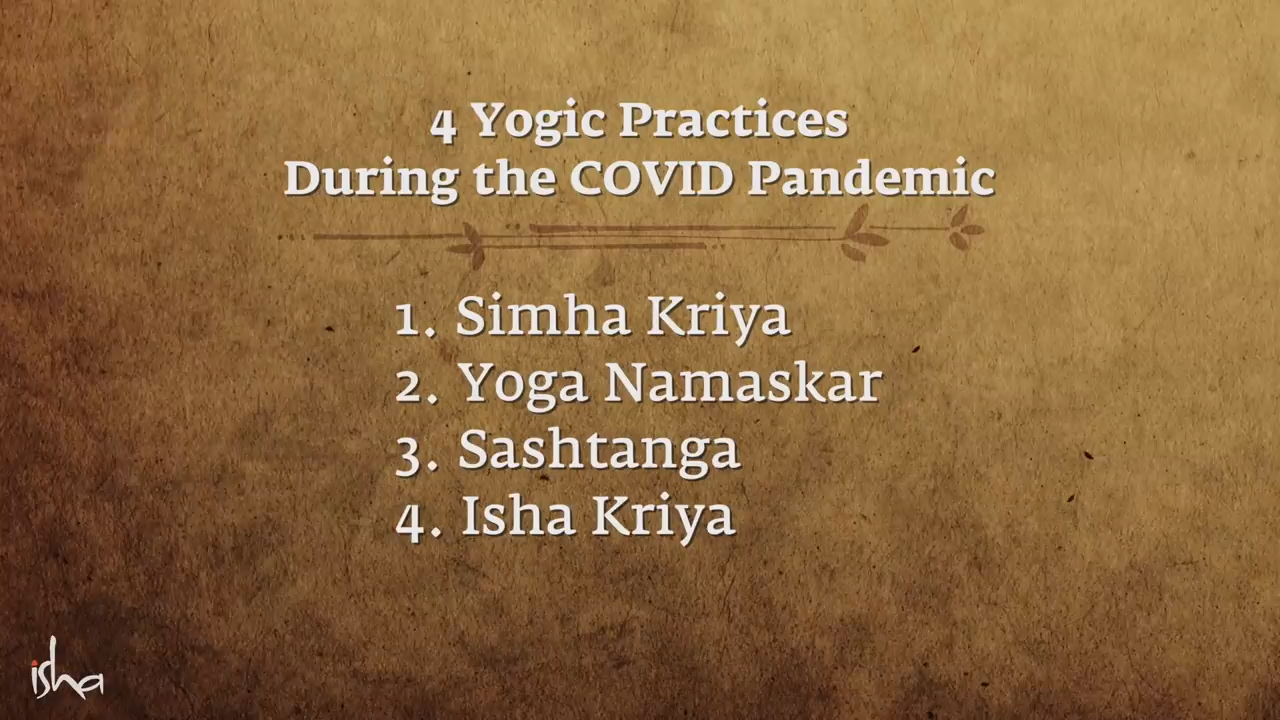 4 Yogic Practices
During the COVID Pandemic
1. Simha Kriya
2. Yoga Namaskar
3. Sashtanga
4. Isha Kriya
isha